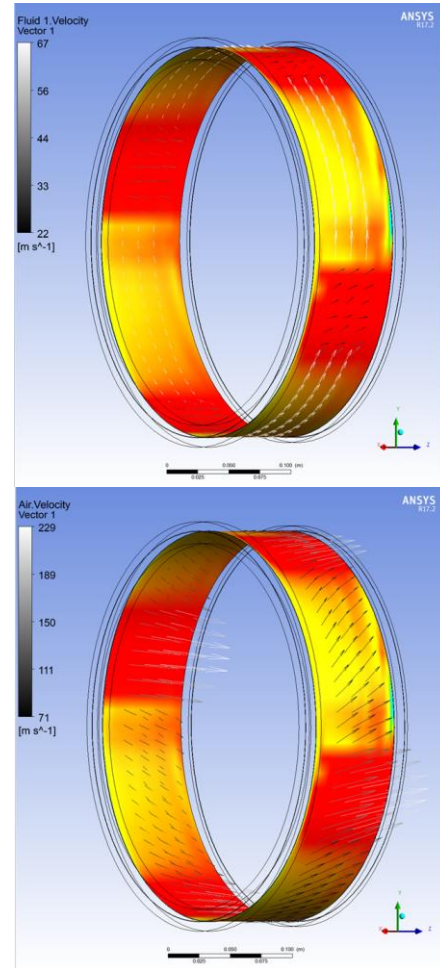 Fluid 1.Velocity
Vector 1
ANSYS
R17.2
67
56
44
33
22
[m s^-1]
Y
X
Z
0
0.050
0.100 (m)
0.025
0.075
Air.Velocity
Vector 1
ANSYS
R17.2
229
189
150
111
71
[m s^-1]
Y
X
Z
0
0.050
0.100 (m)
0.025
0.075